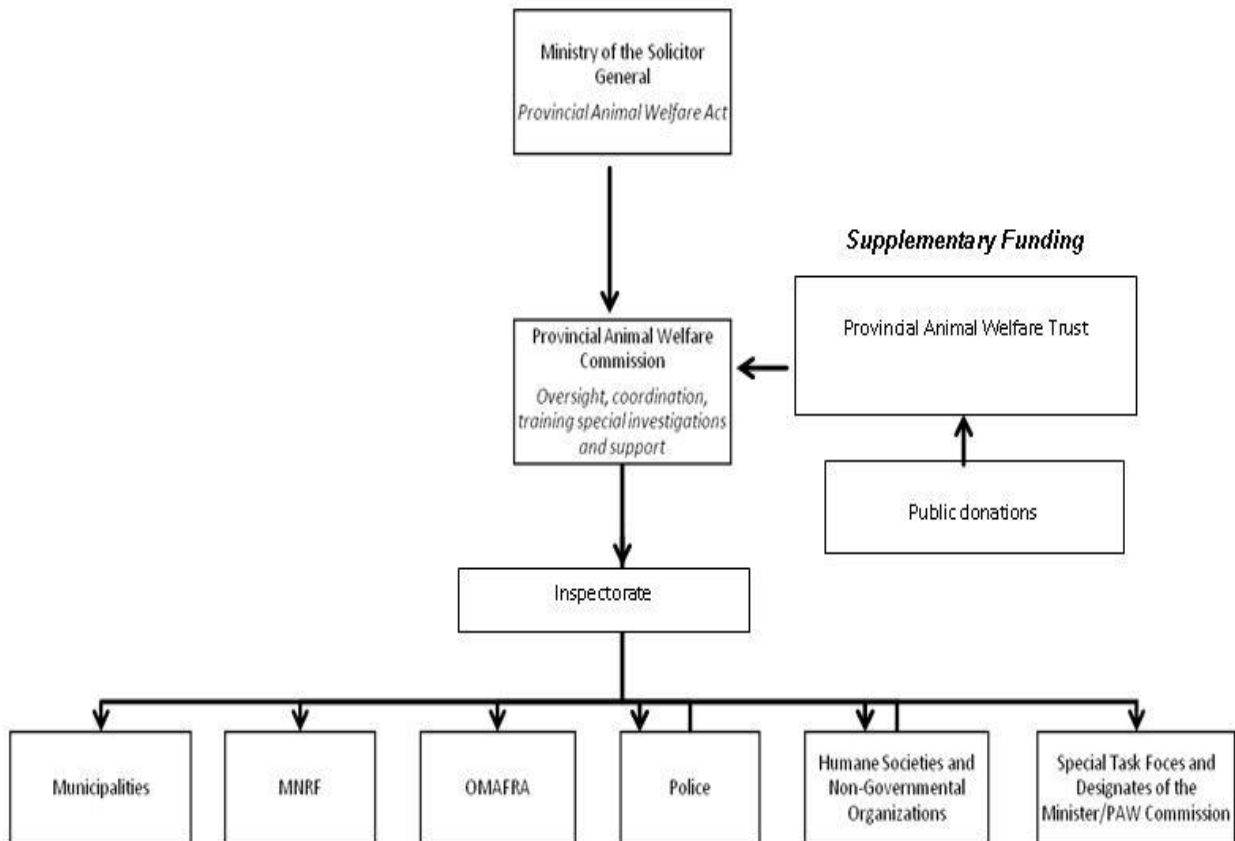 Ministry of the Solicitor
General
Provincial Animal Welfare Act
Supplementary Funding
Provincial Animal Welfare Trust
Provincial Animal Welfare
Commission
Oversight, coordination,
training special investigations
and support
Public donations
Inspectorate
Municipalities
MNRF
OMAFRA
Police
Humane Societies and
Non-Governmental
Organizations
Special Task Foces and
Designates of the
Minister/PAW Commission